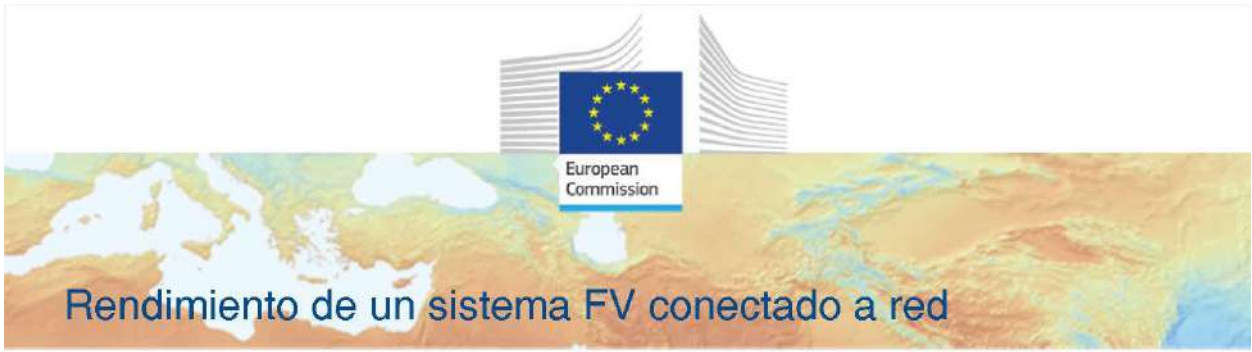 European
Commission
Rendimiento de un sistema FV conectado a red